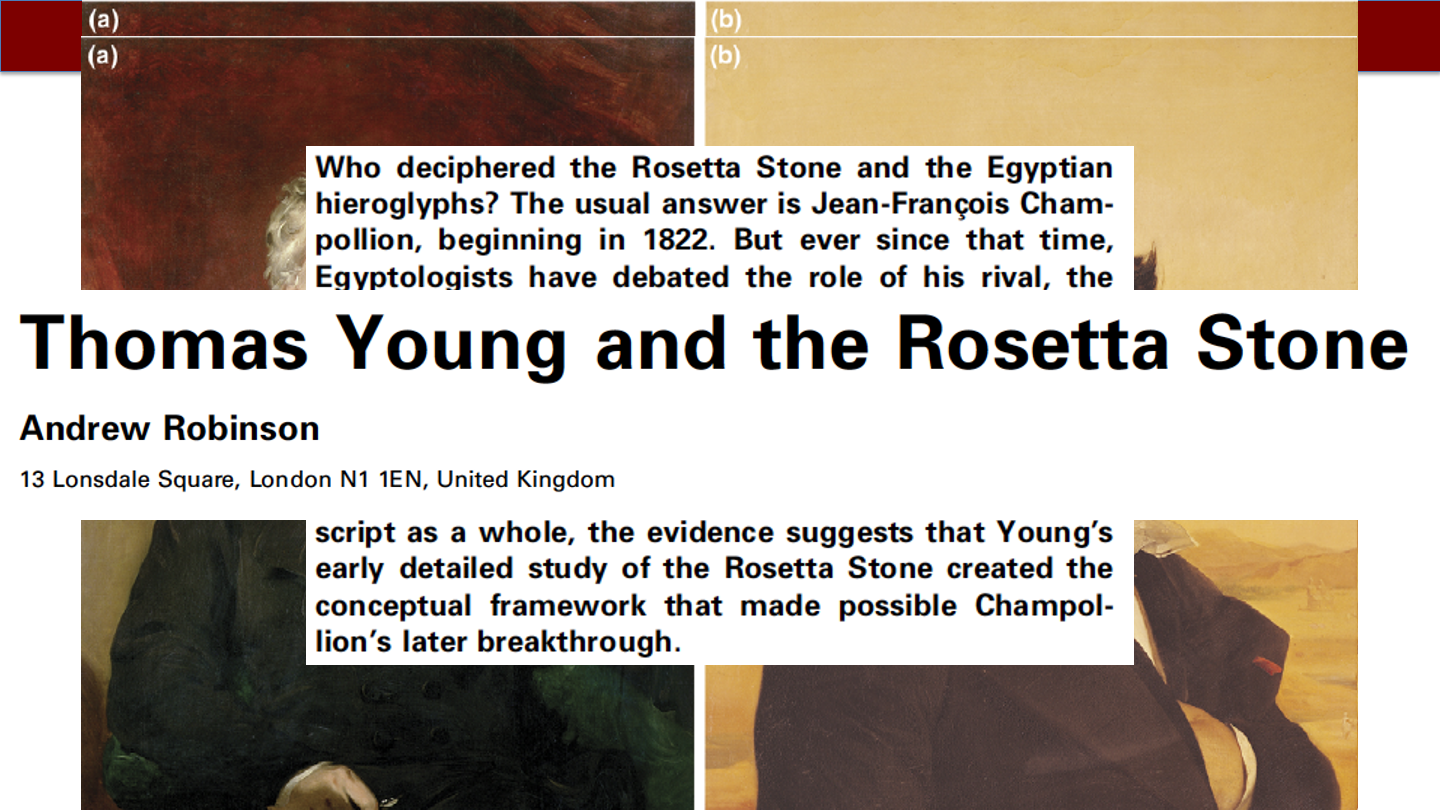 (a)
(b)
(a)
(b)
Who deciphered the Rosetta Stone and the Egyptian
hieroglyphs? The usual answer is Jean-François Cham-
pollion, beginning in 1822. But ever since that time,
Egyptologists have debated the role of his rival, the
Thomas Young and the Rosetta Stone
Andrew Robinson
13 Lonsdale Square, London N1 1EN, United Kingdom
script as a whole, the evidence suggests that Young's
early detailed study of the Rosetta Stone created the
conceptual framework that made possible Champol-
lion's later breakthrough.